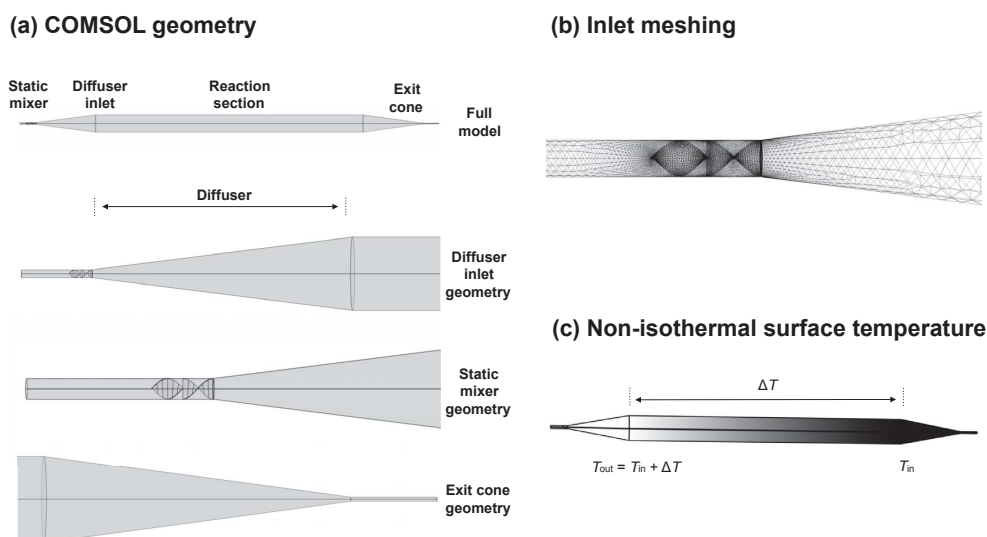 (a) COMSOL geometry
Static
mixer
Diffuser
inlet
Reaction
section
Exit
cone
Full
model
Diffuser
Diffuser
inlet
geometry
Static
mixer
geometry
Exit cone
geometry
(b) Inlet meshing
(c) Non-isothermal surface temperature
ΔT
Tout = Tin + ΔT
Tin